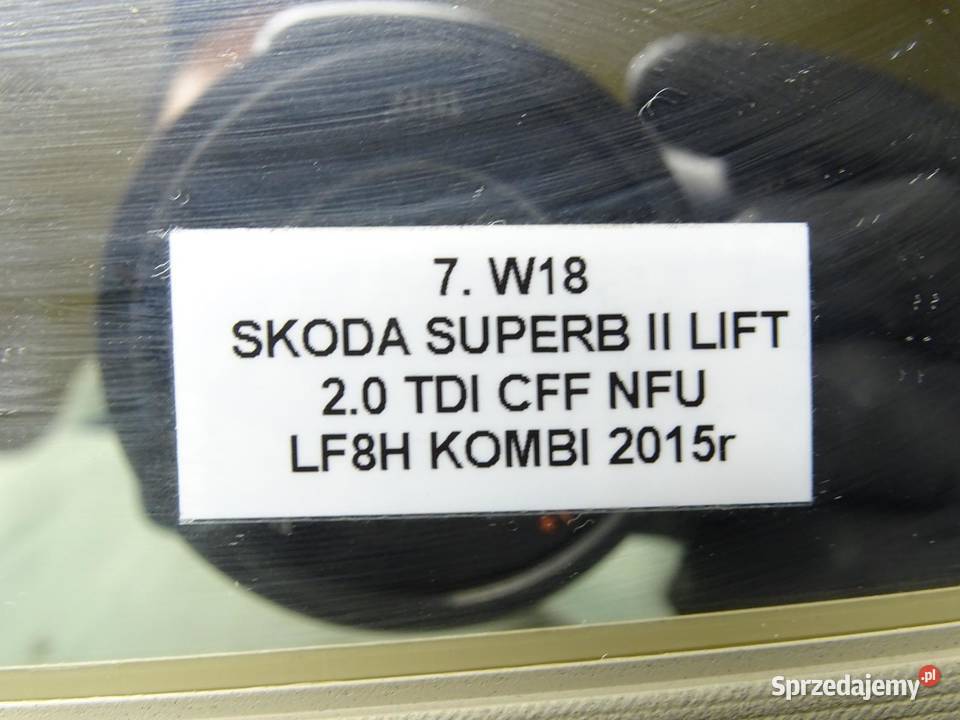 7. W18
SKODA SUPERB II LIFT
2.0 TDI CFF NFU
LF8H KOMBI 2015r
Sprzedajemy.pl